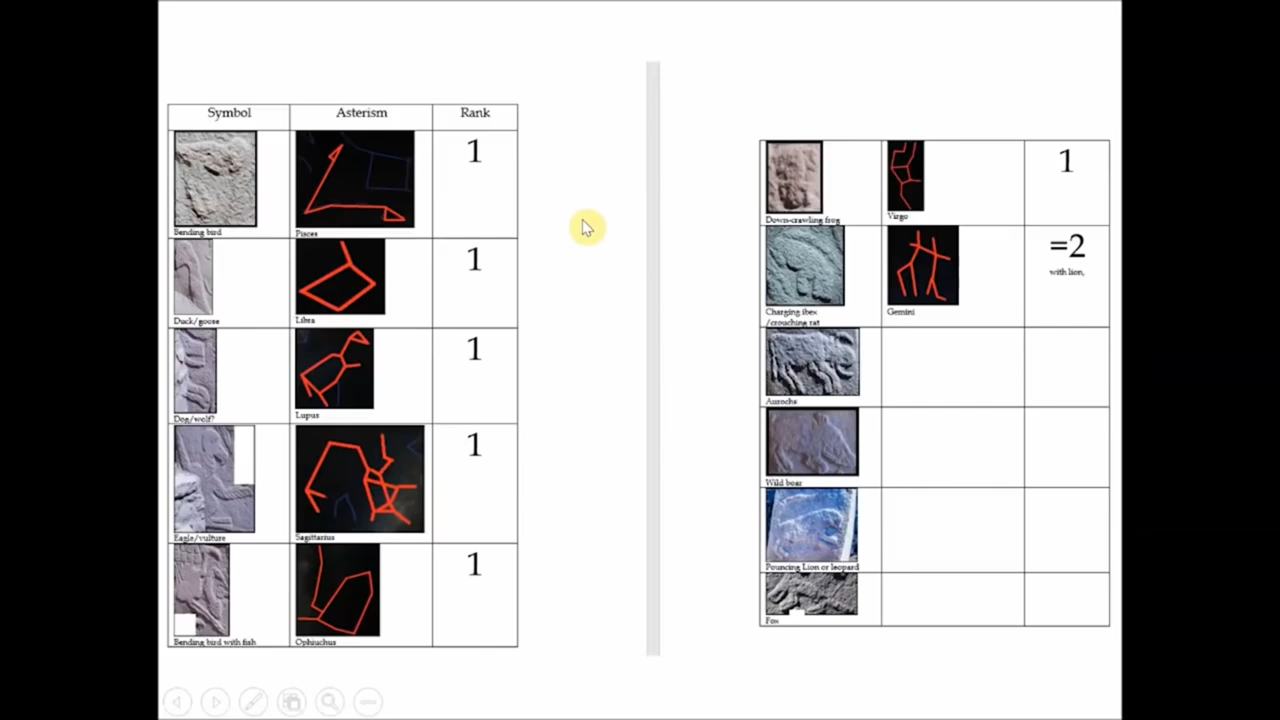 Symbol Asterism Rank
1
Bending bird Pisces
1
Duck/goose Libra
1
Dog/wolf? Lupus
1
Eagle/vulture Sagittarius
1
Bending bird with fish Ophiuchus
1
Down-crawling frog Virgo
=2
with lion,
Charging ibex Gemini
/crouching rat
Aurochs
Wild boar
Pouncing Lion or leopard
Fox